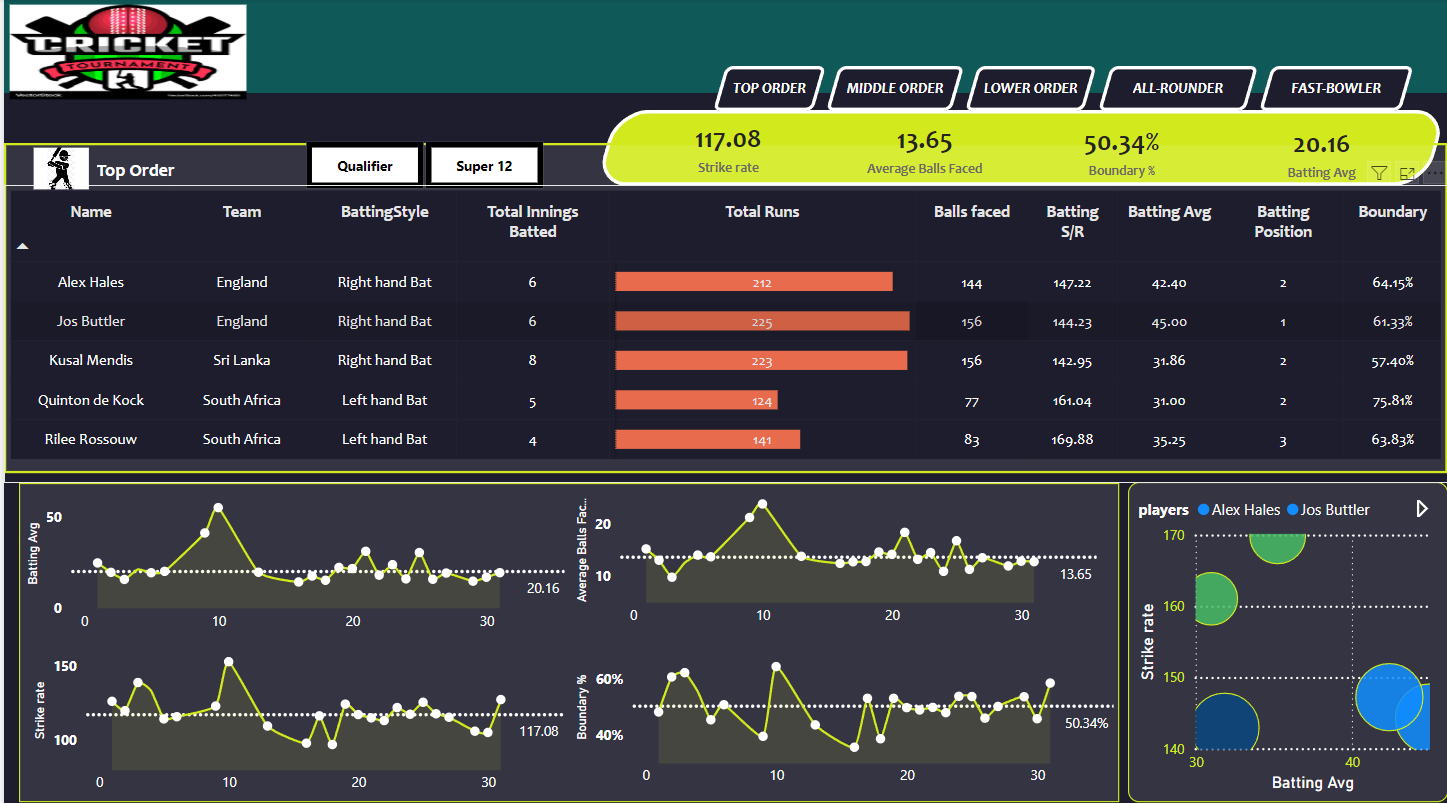 CRICKET
TOURNAMENT
VectorStock
TOP ORDER
MIDDLE ORDER
LOWER ORDER
ALL-ROUNDER
FAST-BOWLER
117.08
13.65
50.34%
20.16
Strike rate
Average Balls Faced
Boundary %
Batting Avg
Top Order
Qualifier
Super 12
Name Team BattingStyle Total Innings Batted Total Runs Balls faced Batting S/R Batting Avg Batting Position Boundary
Alex Hales England Right hand Bat 6 212 144 147.22 42.40 2 64.15%
Jos Buttler England Right hand Bat 6 225 156 144.23 45.00 1 61.33%
Kusal Mendis Sri Lanka Right hand Bat 8 223 156 142.95 31.86 2 57.40%
Quinton de Kock South Africa Left hand Bat 5 124 77 161.04 31.00 2 75.81%
Rilee Rossouw South Africa Left hand Bat 4 141 83 169.88 35.25 3 63.83%
Batting Avg
50
0
20.16
0 10 20 30
Average Balls Fac...
20
10
13.65
0 10 20 30
Strike rate
150
100
117.08
0 10 20 30
Boundary %
60%
40%
50.34%
0 10 20 30
players Alex Hales Jos Buttler
Strike rate
170
160
150
140
30 40
Batting Avg